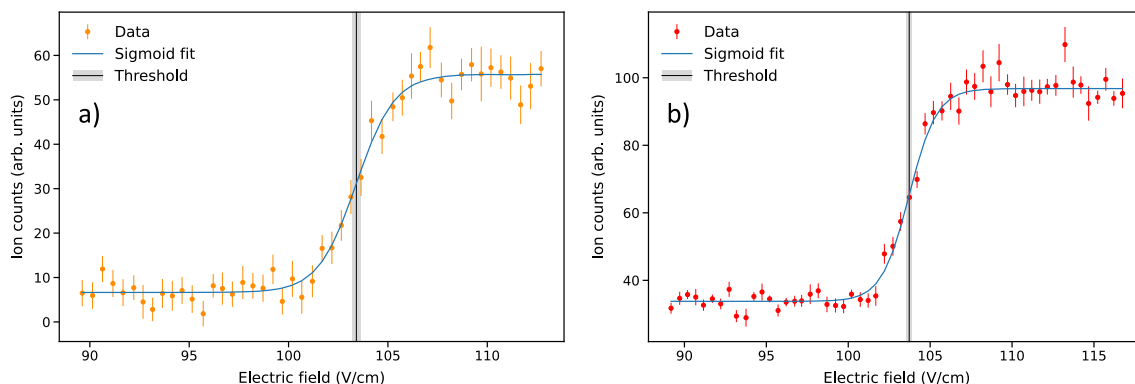 a)
Data
Sigmoid fit
Threshold
60
50
40
30
20
10
0
Ion counts (arb. units)
90
95
100
105
110
Electric field (V/cm)
b)
Data
Sigmoid fit
Threshold
100
80
60
40
Ion counts (arb. units)
90
95
100
105
110
115
Electric field (V/cm)